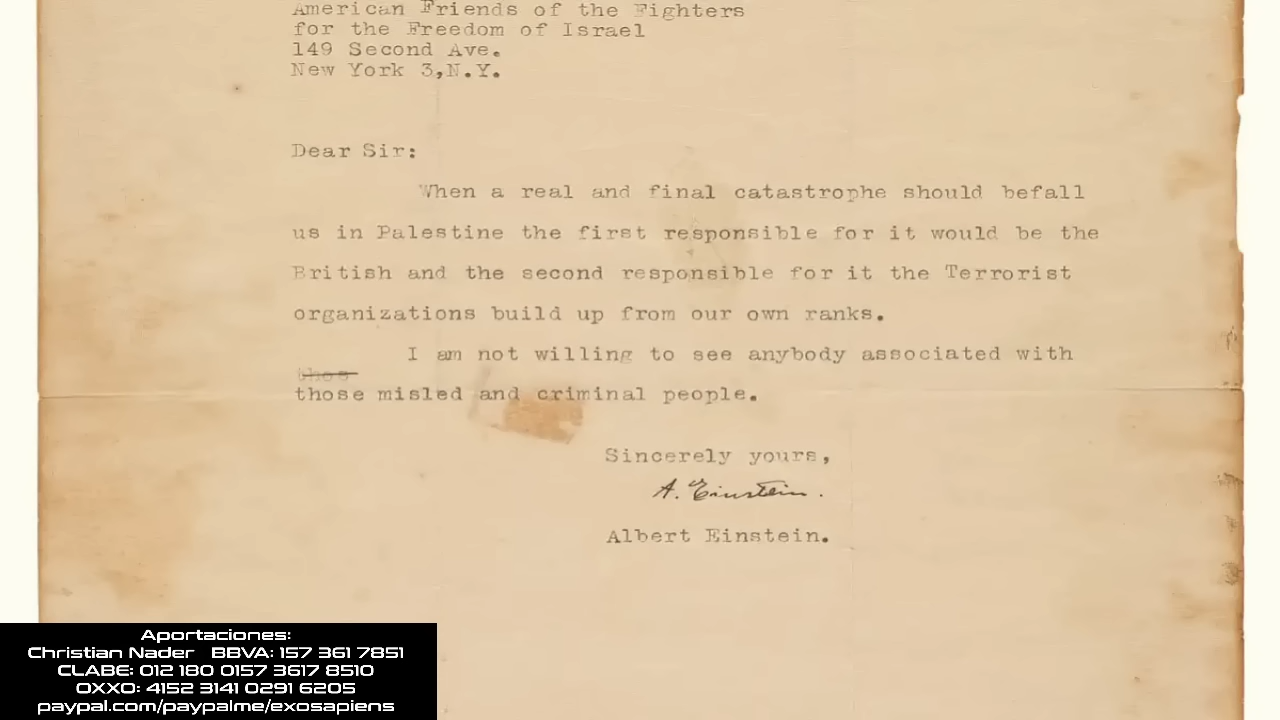 American Friends of the Fighters
for the Freedom of Israel
149 Second Ave.
New York 3,N.Y.
Dear Sir:
When a real and final catastrophe should befall
us in Palestine the first responsible for it would be the
British and the second responsible for it the Terrorist
organizations build up from our own ranks.
I am not willing to see anybody associated with
thos
those misled and criminal people.
Sincerely yours,
A. Einstein.
Albert Einstein.
Aportaciones:
Christian Nader BBVA: 157 361 7851
CLABE: 012 180 0157 3617 8510
OXXO: 4152 3141 0291 6205
paypal.com/paypalme/exosapiens